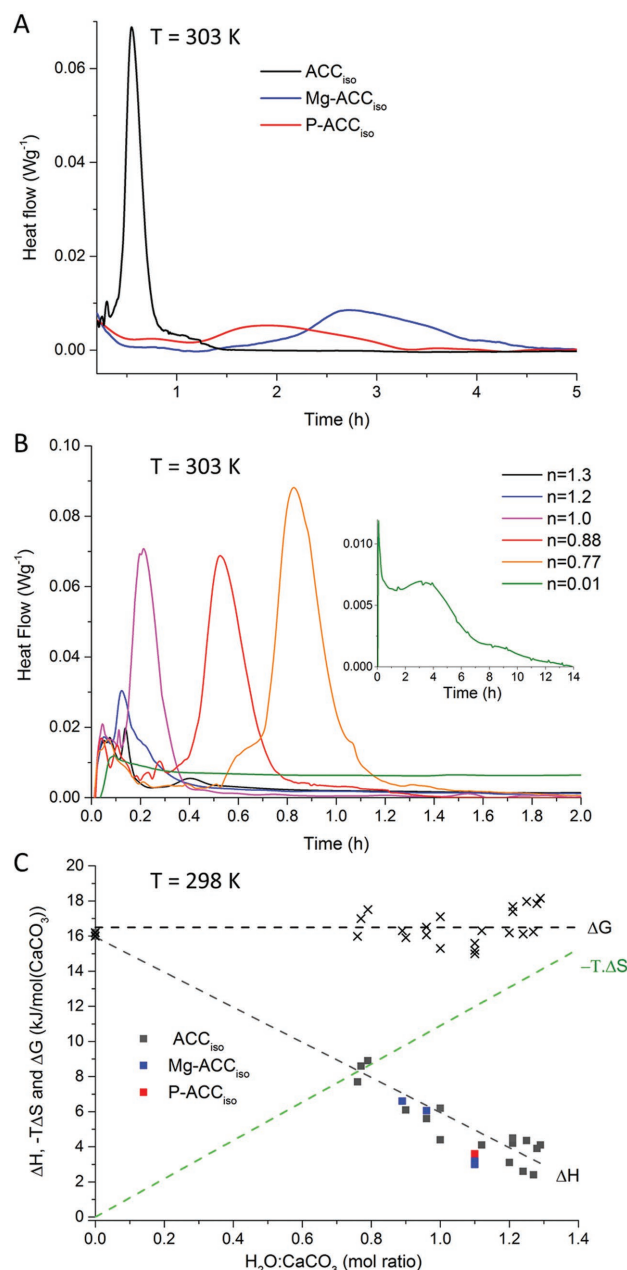 A
T = 303 K
ACCiso
Mg-ACCiso
P-ACCiso
Heat flow (Wg⁻¹)
0.06
0.04
0.02
0.00
1 2 3 4 5
Time (h)
B
T = 303 K
n=1.3
n=1.2
n=1.0
n=0.88
n=0.77
n=0.01
Heat Flow (Wg⁻¹)
0.10
0.08
0.06
0.04
0.02
0.00
0.010
0.005
0.000
0 2 4 6 8 10 12 14
Time (h)
0.0 0.2 0.4 0.6 0.8 1.0 1.2 1.4 1.6 1.8 2.0
Time (h)
C
T = 298 K
ΔH, -TΔS and ΔG (kJ/mol(CaCO₃))
20
18
16
14
12
10
8
6
4
2
0
ΔG
–T.ΔS
ΔH
ACCiso
Mg-ACCiso
P-ACCiso
0.0 0.2 0.4 0.6 0.8 1.0 1.2 1.4
H₂O:CaCO₃ (mol ratio)